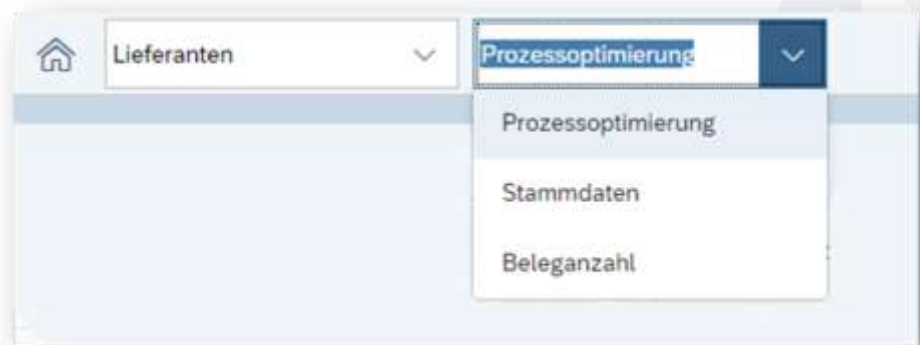 Lieferanten Prozessoptimierung
Prozessoptimierung
Stammdaten
Beleganzahl